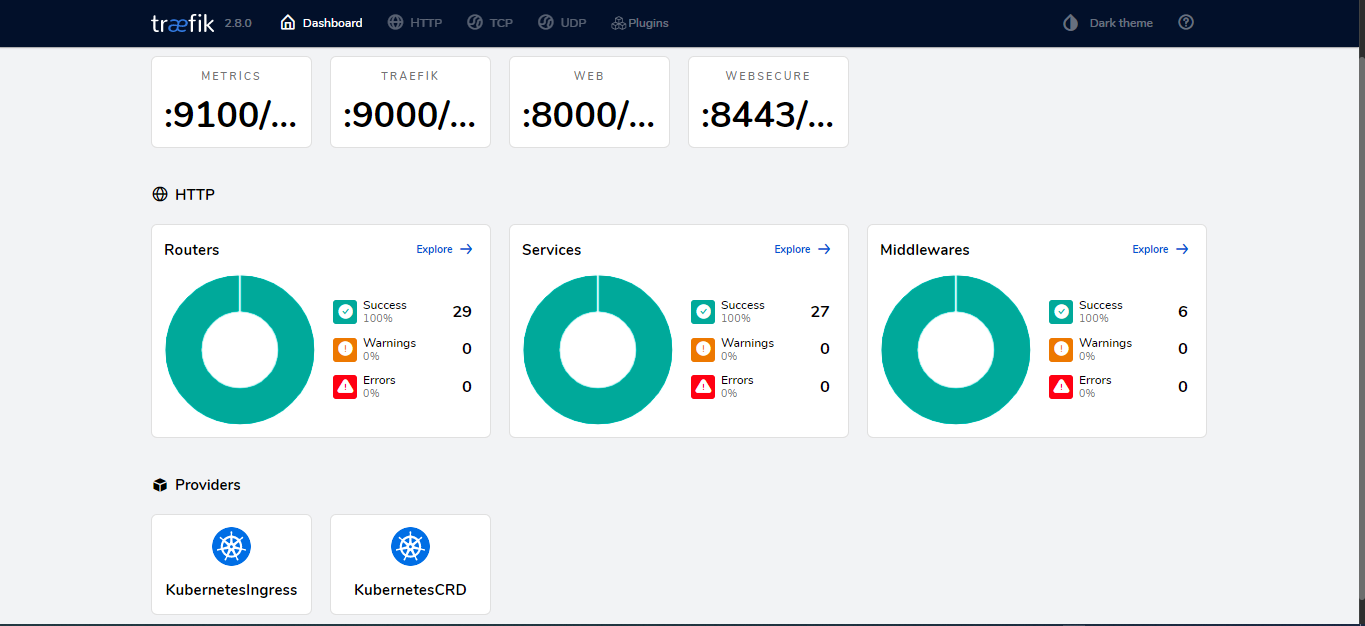 træfik 2.8.0 Dashboard HTTP TCP UDP Plugins Dark theme
METRICS TRAEFIK WEB WEBSECURE
:9100/... :9000/... :8000/... :8443/...
HTTP
Routers Explore Services Explore Middlewares Explore
Success 29 Success 27 Success 6
100% 100% 100%
Warnings 0 Warnings 0 Warnings 0
0% 0% 0%
Errors 0 Errors 0 Errors 0
0% 0% 0%
Providers
KubernetesIngress KubernetesCRD